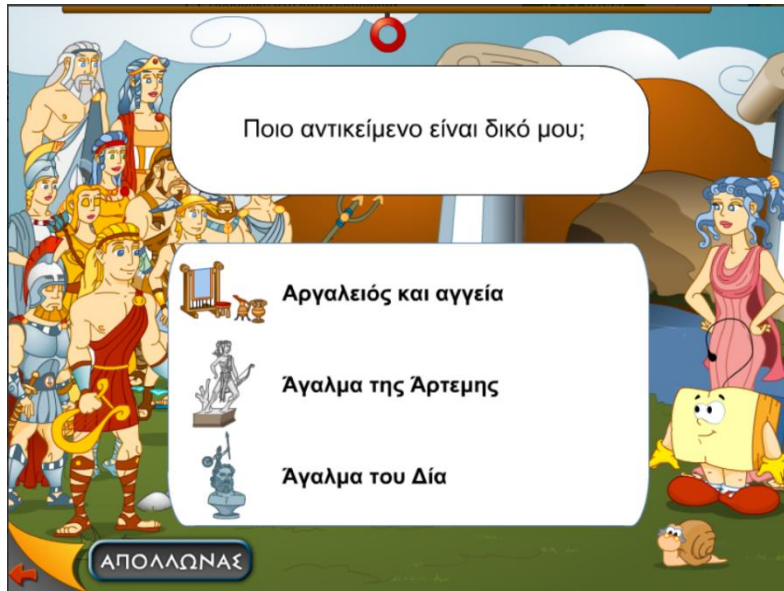 Ποιο αντικείμενο είναι δικό μου;
Αργαλειός και αγγεία
Άγαλμα της Άρτεμης
Άγαλμα του Δία
ΑΠΟΛΛΩΝΑΣ